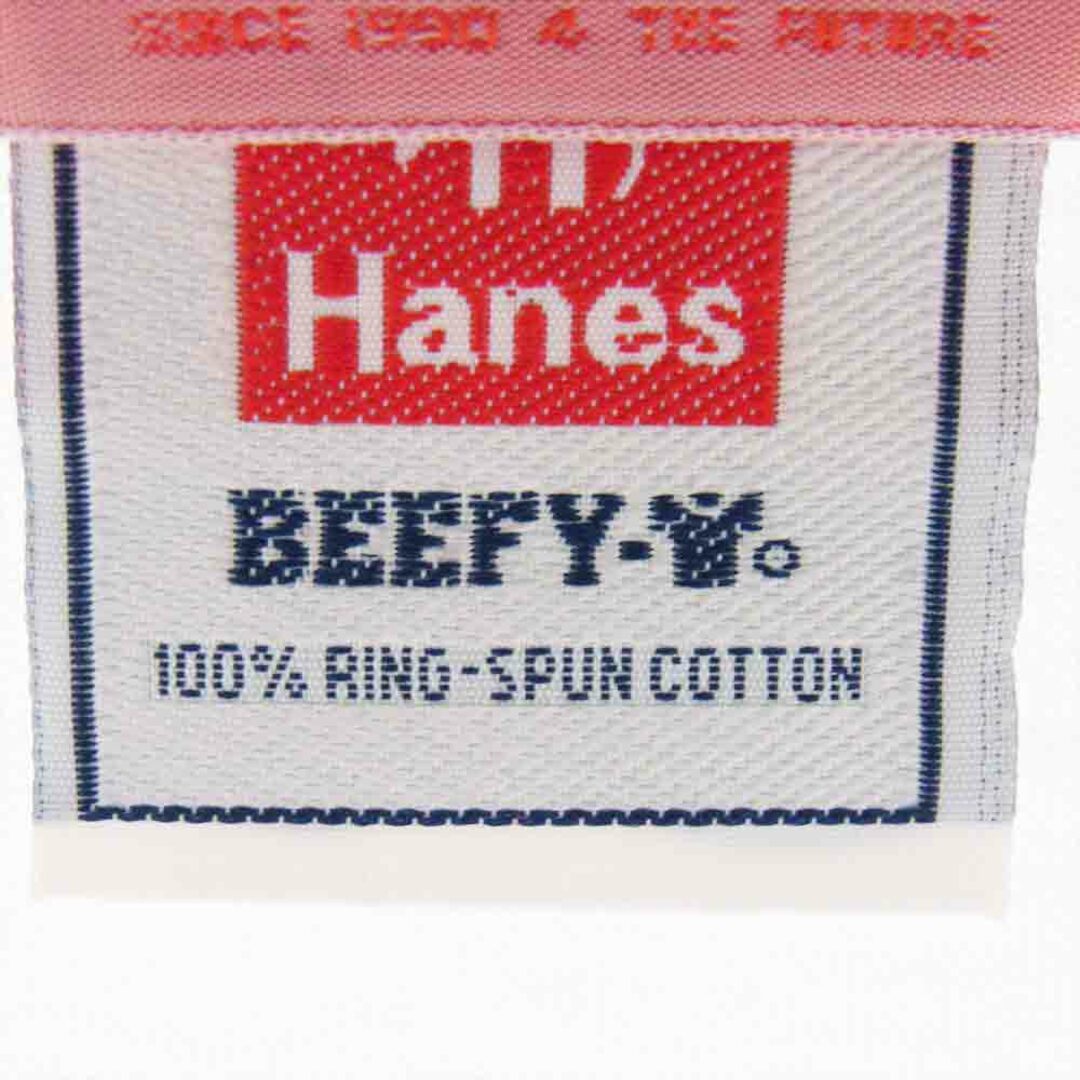 SINCE 1990 4 THE FUTURE
Hanes
BEEFY-T
100% RING-SPUN COTTON